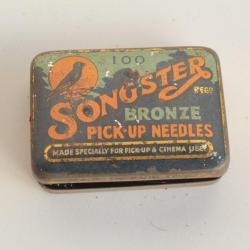 100
SONGSTER
REGD
BRONZE
PICK-UP NEEDLES
MADE SPECIALLY FOR PICK-UP & CINEMA USE